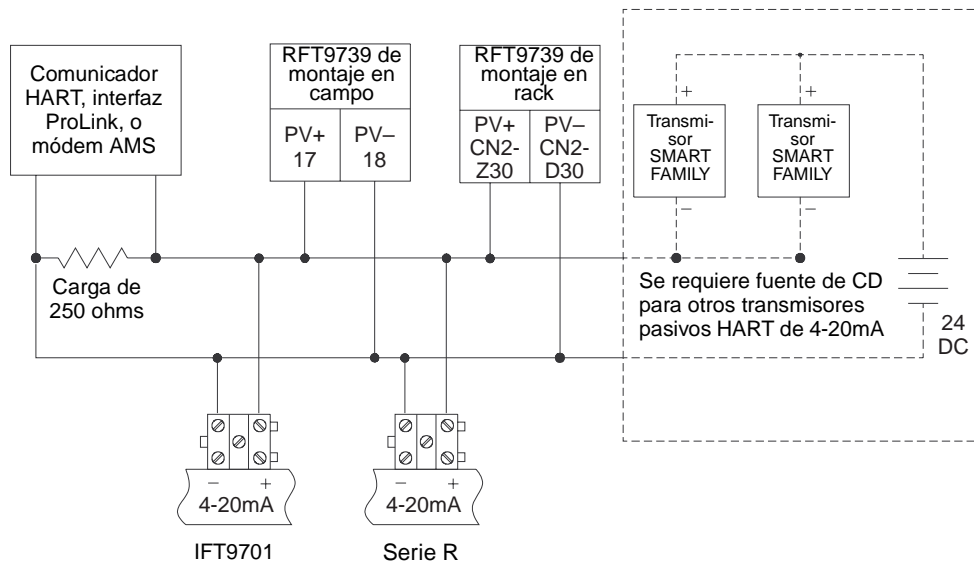 Comunicador
HART, interfaz
ProLink, o
módem AMS
RFT9739 de
montaje en
campo
PV+
17
PV–
18
RFT9739 de
montaje en
rack
PV+
CN2-
Z30
PV–
CN2-
D30
+
Transmi-
sor
SMART
FAMILY
–
+
Transmi-
sor
SMART
FAMILY
–
Carga de
250 ohms
Se requiere fuente de CD
para otros transmisores
pasivos HART de 4-20mA
24
DC
– +
4-20mA
IFT9701
– +
4-20mA
Serie R